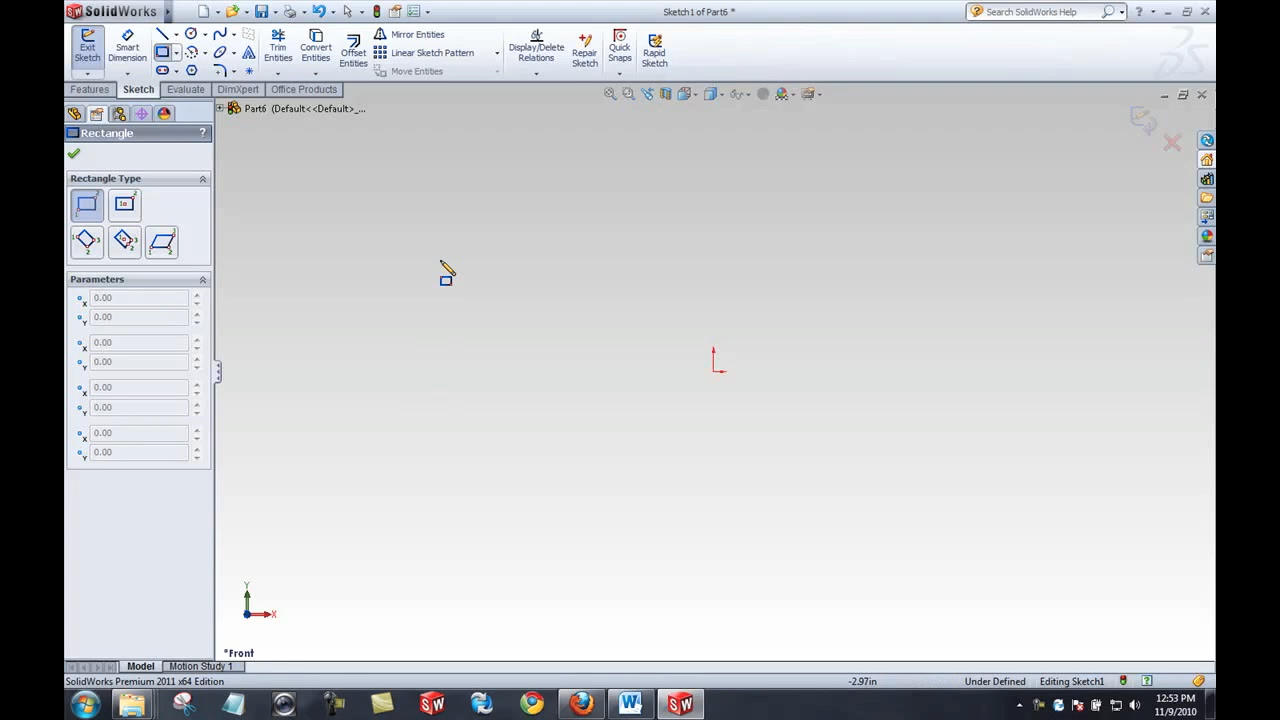 SolidWorks
Sketch1 of Part6 *
Search SolidWorks Help
Exit Sketch
Smart Dimension
Trim Entities
Convert Entities
Offset Entities
Mirror Entities
Linear Sketch Pattern
Move Entities
Display/Delete Relations
Repair Sketch
Quick Snaps
Rapid Sketch
Features
Sketch
Evaluate
DimXpert
Office Products
Part6 (Default<<Default>_...
Rectangle
?
Rectangle Type
Parameters
X 0.00
Y 0.00
X 0.00
Y 0.00
X 0.00
Y 0.00
X 0.00
Y 0.00
Y
X
*Front
Model
Motion Study 1
SolidWorks Premium 2011 x64 Edition
-2.97in
Under Defined
Editing Sketch1
12:53 PM
11/9/2010